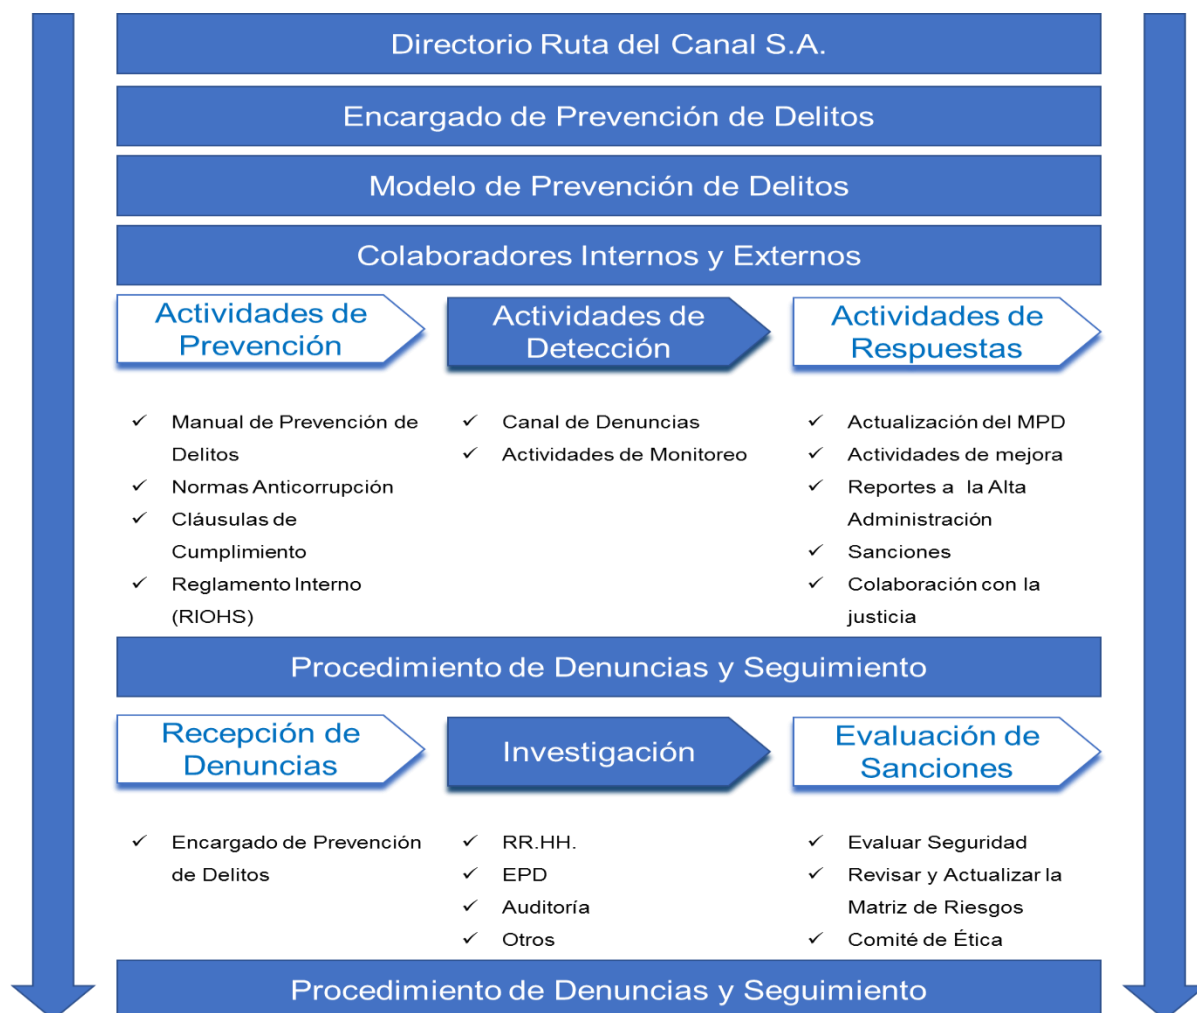 Directorio Ruta del Canal S.A.
Encargado de Prevención de Delitos
Modelo de Prevención de Delitos
Colaboradores Internos y Externos
Actividades de
Prevención
Actividades de
Detección
Actividades de
Respuestas
✓ Manual de Prevención de
Delitos
✓ Normas Anticorrupción
✓ Cláusulas de
Cumplimiento
✓ Reglamento Interno
(RIOHS)
✓ Canal de Denuncias
✓ Actividades de Monitoreo
✓ Actualización del MPD
✓ Actividades de mejora
✓ Reportes a la Alta
Administración
✓ Sanciones
✓ Colaboración con la
justicia
Procedimiento de Denuncias y Seguimiento
Recepción de
Denuncias
Investigación
Evaluación de
Sanciones
✓ Encargado de Prevención
de Delitos
✓ RR.HH.
✓ EPD
✓ Auditoría
✓ Otros
✓ Evaluar Seguridad
✓ Revisar y Actualizar la
Matriz de Riesgos
✓ Comité de Ética
Procedimiento de Denuncias y Seguimiento